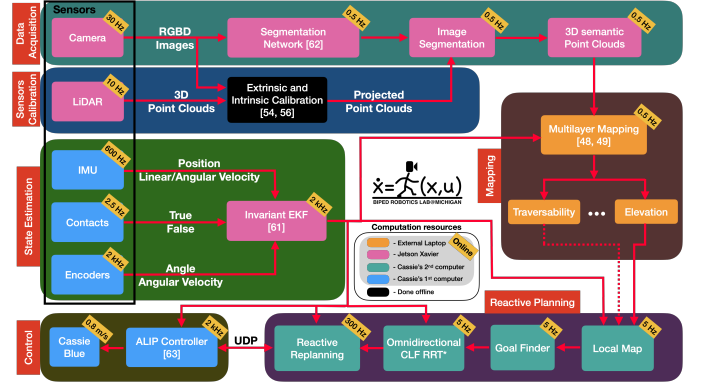 Data
Acquisition
Sensors
Camera
30 Hz
RGBD
Images
Segmentation
Network [62]
0.5 Hz
Image
Segmentation
0.5 Hz
3D semantic
Point Clouds
0.5 Hz
Sensors
Calibration
LiDAR
10 Hz
3D
Point Clouds
Extrinsic and
Intrinsic Calibration
[54, 56]
Projected
Point Clouds
State Estimation
IMU
600 Hz
Position
Linear/Angular Velocity
Contacts
2.5 Hz
True
False
Invariant EKF
[61]
2 kHz
Encoders
2 kHz
Angle
Angular Velocity
ẋ=(x,u)
BIPED ROBOTICS LAB@MICHIGAN
Computation resources
- External Laptop
- Jetson Xavier
- Cassie's 2nd computer
- Cassie's 1st computer
- Done offline
Online
Mapping
Multilayer Mapping
[48, 49]
0.5 Hz
Traversability
...
Elevation
Reactive Planning
Control
Cassie
Blue
0.8 m/s
ALIP Controller
[63]
2 kHz
UDP
Reactive
Replanning
300 Hz
Omnidirectional
CLF RRT*
5 Hz
Goal Finder
5 Hz
Local Map
5 Hz